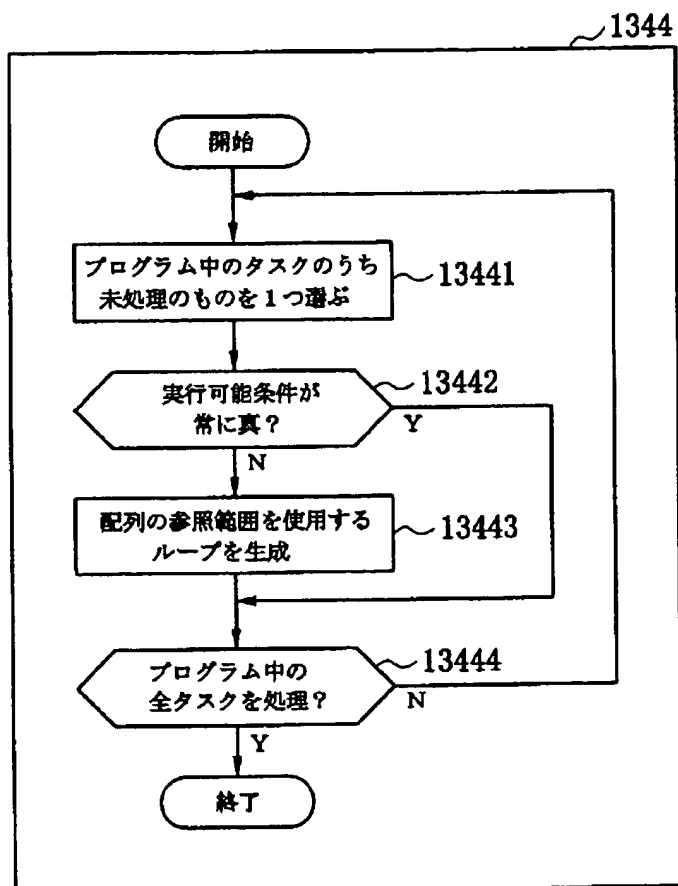 1344
開始
プログラム中のタスクのうち
未処理のものを１つ選ぶ
13441
実行可能条件が
常に真？
13442
Y
N
配列の参照範囲を使用する
ループを生成
13443
プログラム中の
全タスクを処理？
13444
N
Y
終了